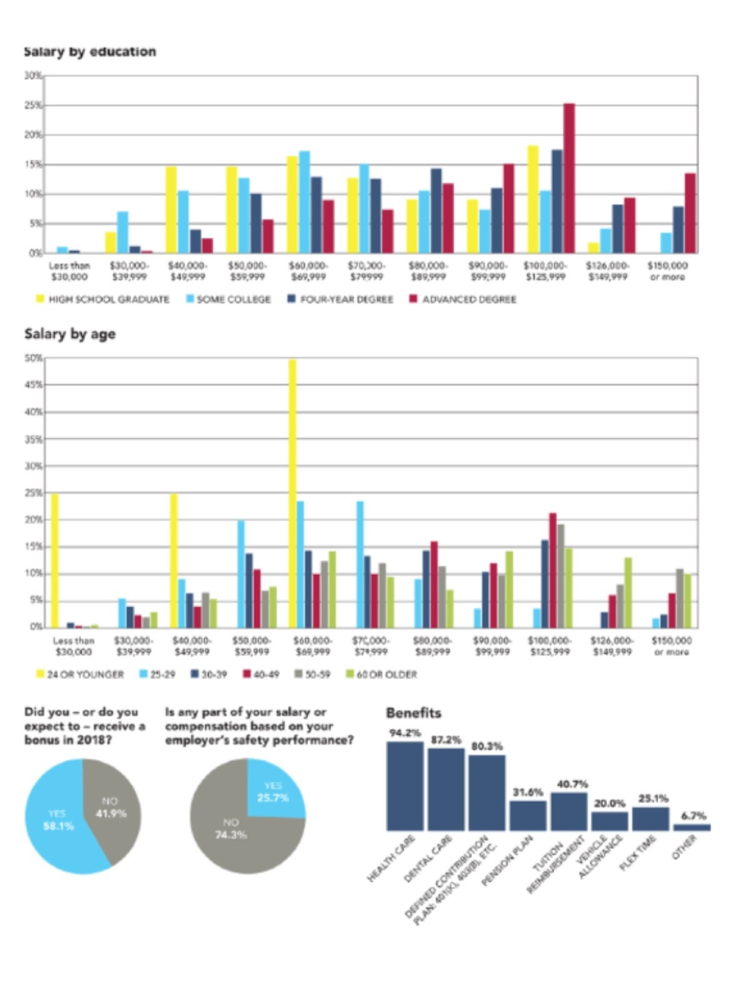 Salary by education
30%
25%
20%
15%
10%
5%
0%
Less than $30,000
$30,000- $39,999
$40,000- $49,999
$50,000- $59,999
$60,000- $69,999
$70,000- $79,999
$80,000- $89,999
$90,000- $99,999
$100,000- $125,999
$126,000- $149,999
$150,000 or more
HIGH SCHOOL GRADUATE SOME COLLEGE FOUR-YEAR DEGREE ADVANCED DEGREE
Salary by age
50%
45%
40%
35%
30%
25%
20%
15%
10%
5%
0%
Less than $30,000
$30,000- $39,999
$40,000- $49,999
$50,000- $59,999
$60,000- $69,999
$70,000- $79,999
$80,000- $89,999
$90,000- $99,999
$100,000- $125,999
$126,000- $149,999
$150,000 or more
24 OR YOUNGER 25-29 30-39 40-49 50-59 60 OR OLDER
Did you – or do you
expect to – receive a
bonus in 2018?
NO
41.9%
YES
58.1%
Is any part of your salary or
compensation based on your
employer's safety performance?
YES
25.7%
NO
74.3%
Benefits
94.2%
87.2%
80.3%
31.6%
40.7%
20.0%
25.1%
6.7%
HEALTH CARE
DENTAL CARE
DEFINED CONTRIBUTION
PLAN: 401(K), 403(B), ETC.
PENSION PLAN
TUITION
REIMBURSEMENT
VEHICLE
ALLOWANCE
FLEX TIME
OTHER